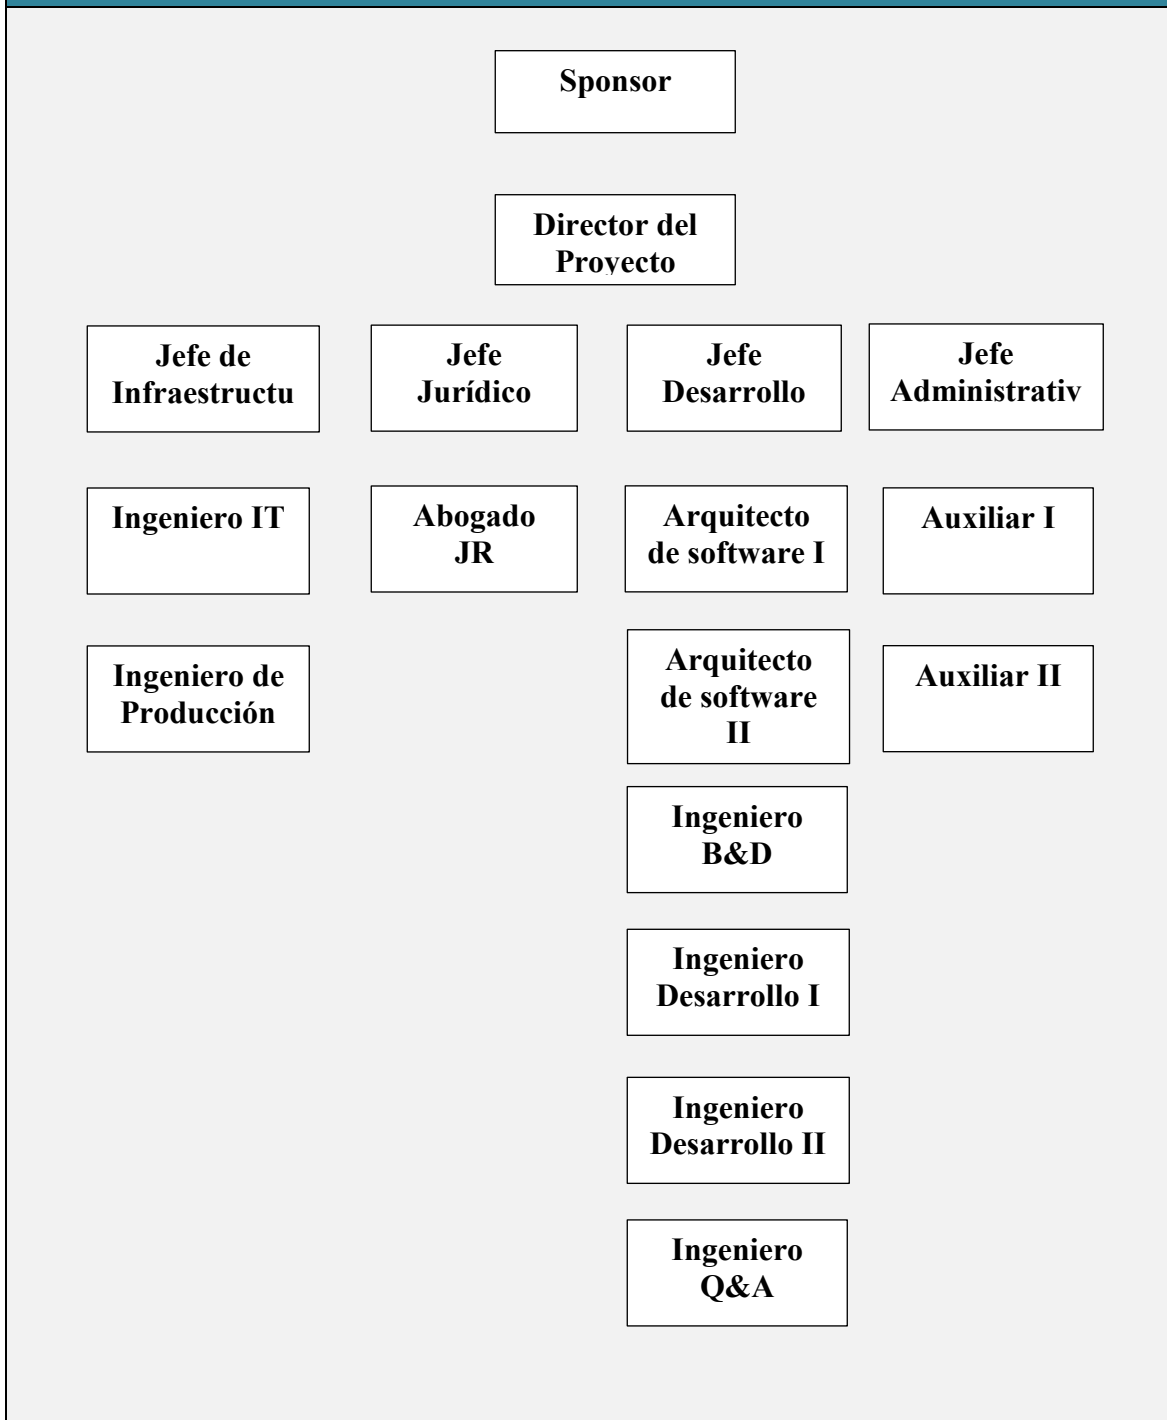 Sponsor
Director del
Proyecto
Jefe de
Infraestructu
Jefe
Jurídico
Jefe
Desarrollo
Jefe
Administrativ
Ingeniero IT
Abogado
JR
Arquitecto
de software I
Auxiliar I
Ingeniero de
Producción
Arquitecto
de software
II
Auxiliar II
Ingeniero
B&D
Ingeniero
Desarrollo I
Ingeniero
Desarrollo II
Ingeniero
Q&A